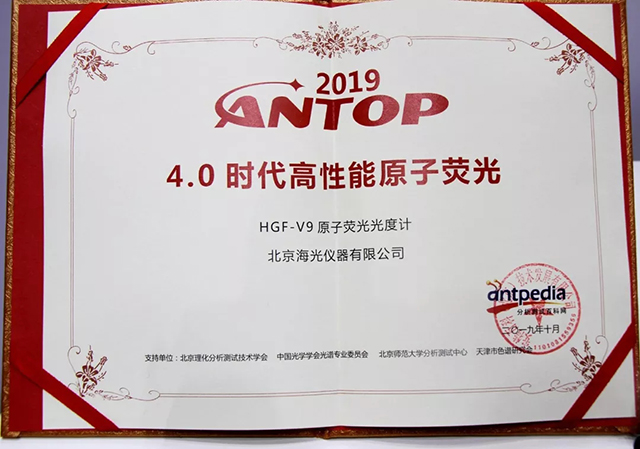 2019
ANTOP
4.0 时代高性能原子荧光
HGF-V9 原子荧光光度计
北京海光仪器有限公司
antpedia
分析测试百科网
二〇一九年十月
支持单位：北京理化分析测试技术学会 中国光学学会光谱专业委员会 北京师范大学分析测试中心 天津市色谱研究会